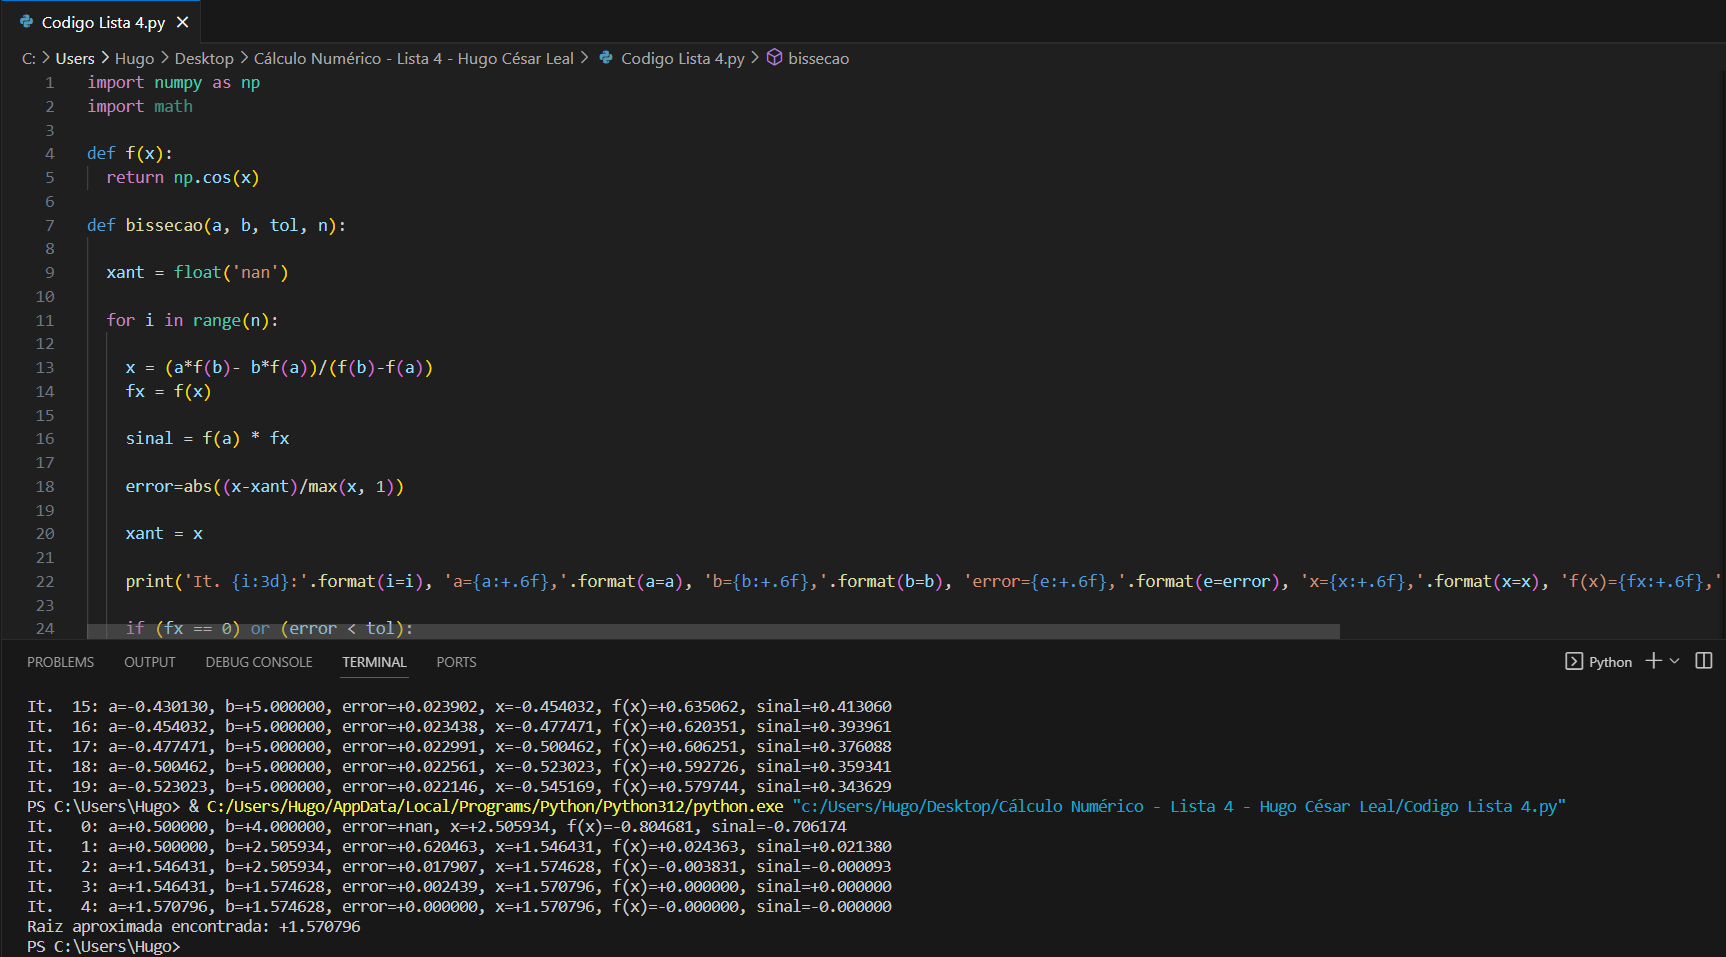 Codigo Lista 4.py ×
C: > Users > Hugo > Desktop > Cálculo Numérico - Lista 4 - Hugo César Leal > Codigo Lista 4.py > bissecao
1 import numpy as np
2 import math
3
4 def f(x):
5 return np.cos(x)
6
7 def bissecao(a, b, tol, n):
8
9 xant = float('nan')
10
11 for i in range(n):
12
13 x = (a*f(b)- b*f(a))/(f(b)-f(a))
14 fx = f(x)
15
16 sinal = f(a) * fx
17
18 error=abs((x-xant)/max(x, 1))
19
20 xant = x
21
22 print('It. {i:3d}:'.format(i=i), 'a={a:+.6f},'.format(a=a), 'b={b:+.6f},'.format(b=b), 'error={e:+.6f},'.format(e=error), 'x={x:+.6f},'.format(x=x), 'f(x)={fx:+.6f},'
23
24 if (fx == 0) or (error < tol):
PROBLEMS OUTPUT DEBUG CONSOLE TERMINAL PORTS Python
It.  15: a=-0.430130, b=+5.000000, error=+0.023902, x=-0.454032, f(x)=+0.635062, sinal=+0.413060
It.  16: a=-0.454032, b=+5.000000, error=+0.023438, x=-0.477471, f(x)=+0.620351, sinal=+0.393961
It.  17: a=-0.477471, b=+5.000000, error=+0.022991, x=-0.500462, f(x)=+0.606251, sinal=+0.376088
It.  18: a=-0.500462, b=+5.000000, error=+0.022561, x=-0.523023, f(x)=+0.592726, sinal=+0.359341
It.  19: a=-0.523023, b=+5.000000, error=+0.022146, x=-0.545169, f(x)=+0.579744, sinal=+0.343629
PS C:\Users\Hugo> & C:/Users/Hugo/AppData/Local/Programs/Python/Python312/python.exe "c:/Users/Hugo/Desktop/Cálculo Numérico - Lista 4 - Hugo César Leal/Codigo Lista 4.py"
It.   0: a=+0.500000, b=+4.000000, error=+nan, x=+2.505934, f(x)=-0.804681, sinal=-0.706174
It.   1: a=+0.500000, b=+2.505934, error=+0.620463, x=+1.546431, f(x)=+0.024363, sinal=+0.021380
It.   2: a=+1.546431, b=+2.505934, error=+0.017907, x=+1.574628, f(x)=-0.003831, sinal=-0.000093
It.   3: a=+1.546431, b=+1.574628, error=+0.002439, x=+1.570796, f(x)=+0.000000, sinal=+0.000000
It.   4: a=+1.570796, b=+1.574628, error=+0.000000, x=+1.570796, f(x)=-0.000000, sinal=-0.000000
Raiz aproximada encontrada: +1.570796
PS C:\Users\Hugo>